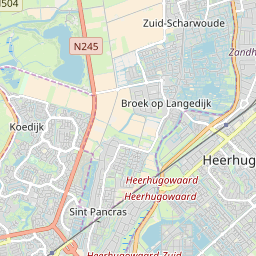 504
Zuid-Scharwoude
N245
Zandh
Broek op Langedijk
Koedijk
Heerhug
Heerhugowaard
Heerhugowaard
Sint Pancras
Heerhugowaard Zuid